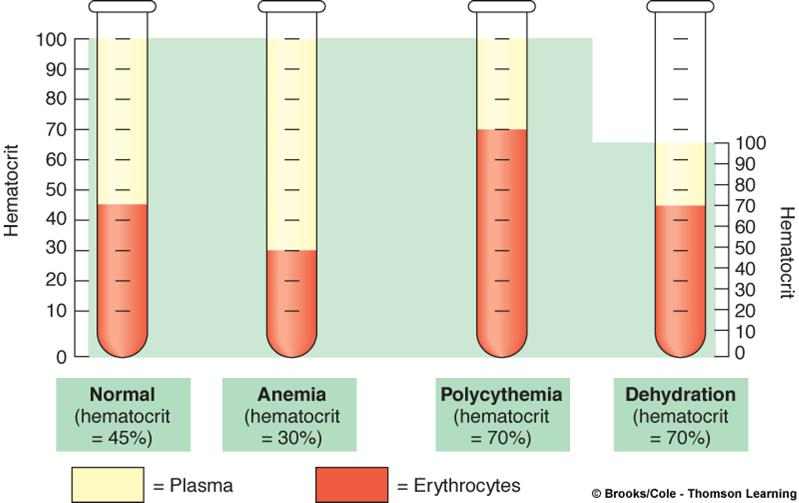 Hematocrit
100
90
80
70
60
50
40
30
20
10
0
100
90
80
70
60
50
40
30
20
10
0
Hematocrit
Normal
(hematocrit
= 45%)
Anemia
(hematocrit
= 30%)
Polycythemia
(hematocrit
= 70%)
Dehydration
(hematocrit
= 70%)
= Plasma
= Erythrocytes
© Brooks/Cole - Thomson Learning